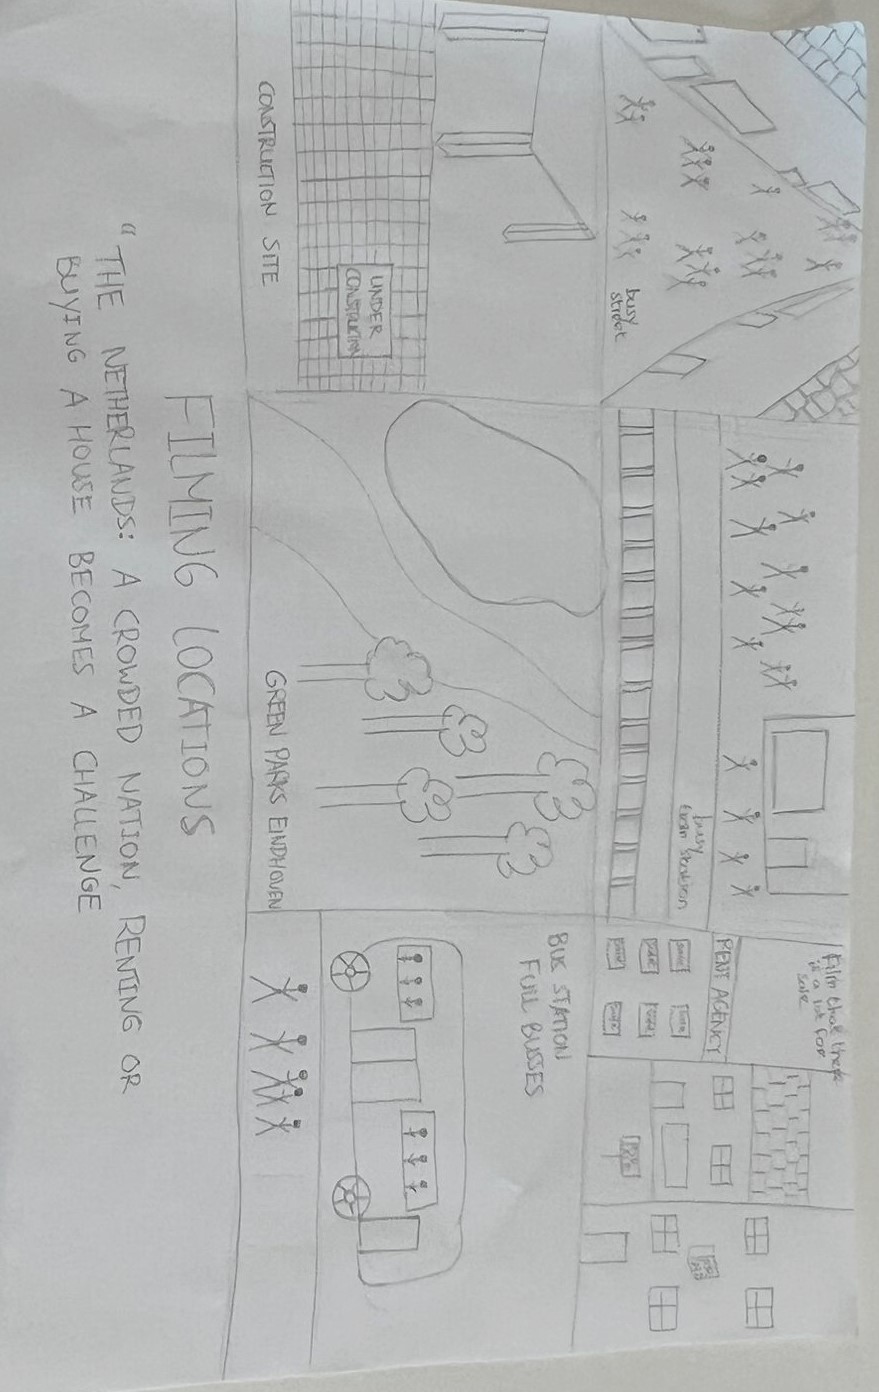 busy
street
busy
train station
Film that there
is a lot for
sale
RENT AGENCY
UNDER
CONSTRUCTION
CONSTRUCTION SITE
GREEN PARKS EINDHOVEN
BUS STATION
FULL BUSSES
FILMING LOCATIONS
"THE NETHERLANDS: A CROWDED NATION, RENTING OR
BUYING A HOUSE BECOMES A CHALLENGE